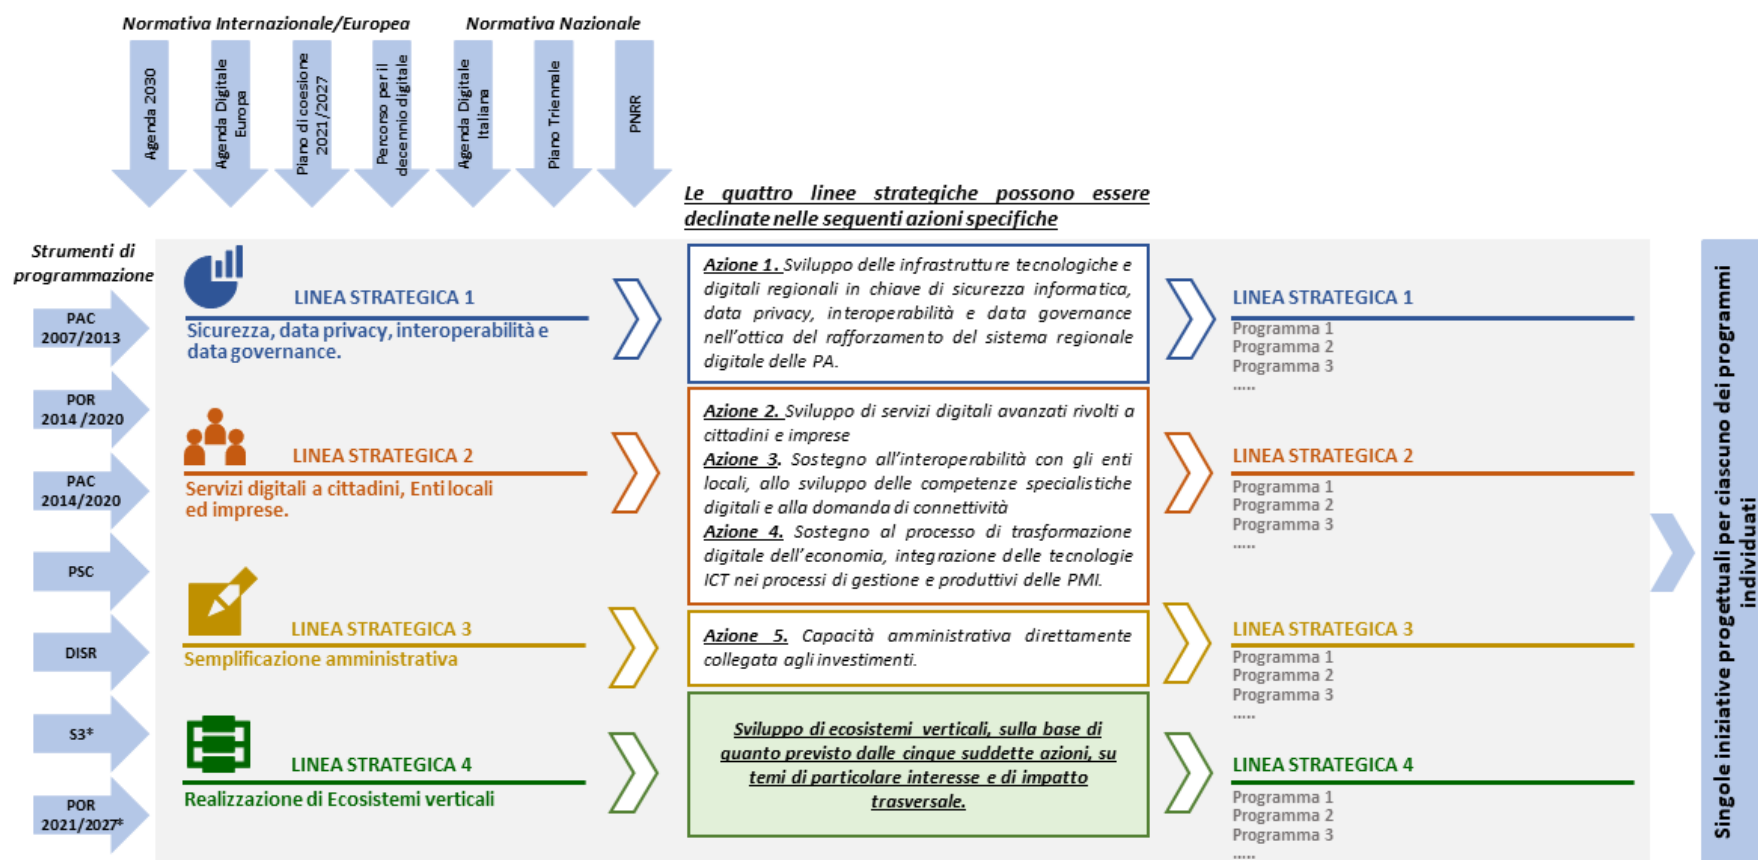 Normativa Internazionale/Europea
Normativa Nazionale
Agenda 2030
Agenda Digitale
Europa
Piano di coesione
2021/2027
Percorso per il
decennio digitale
Agenda Digitale
Italiana
Piano Triennale
PNRR
Le quattro linee strategiche possono essere
declinate nelle seguenti azioni specifiche
Strumenti di
programmazione
PAC
2007/2013
POR
2014/2020
PAC
2014/2020
PSC
DISR
S3*
POR
2021/2027*
LINEA STRATEGICA 1
Sicurezza, data privacy, interoperabilità e
data governance.
Azione 1. Sviluppo delle infrastrutture tecnologiche e
digitali regionali in chiave di sicurezza informatica,
data privacy, interoperabilità e data governance
nell'ottica del rafforzamento del sistema regionale
digitale delle PA.
LINEA STRATEGICA 1
Programma 1
Programma 2
Programma 3
.....
LINEA STRATEGICA 2
Servizi digitali a cittadini, Enti locali
ed imprese.
Azione 2. Sviluppo di servizi digitali avanzati rivolti a
cittadini e imprese
Azione 3. Sostegno all'interoperabilità con gli enti
locali, allo sviluppo delle competenze specialistiche
digitali e alla domanda di connettività
Azione 4. Sostegno al processo di trasformazione
digitale dell'economia, integrazione delle tecnologie
ICT nei processi di gestione e produttivi delle PMI.
LINEA STRATEGICA 2
Programma 1
Programma 2
Programma 3
.....
LINEA STRATEGICA 3
Semplificazione amministrativa
Azione 5. Capacità amministrativa direttamente
collegata agli investimenti.
LINEA STRATEGICA 3
Programma 1
Programma 2
Programma 3
.....
LINEA STRATEGICA 4
Realizzazione di Ecosistemi verticali
Sviluppo di ecosistemi verticali, sulla base di
quanto previsto dalle cinque suddette azioni, su
temi di particolare interesse e di impatto
trasversale.
LINEA STRATEGICA 4
Programma 1
Programma 2
Programma 3
.....
Singole iniziative progettuali per ciascuno dei programmi
individuati